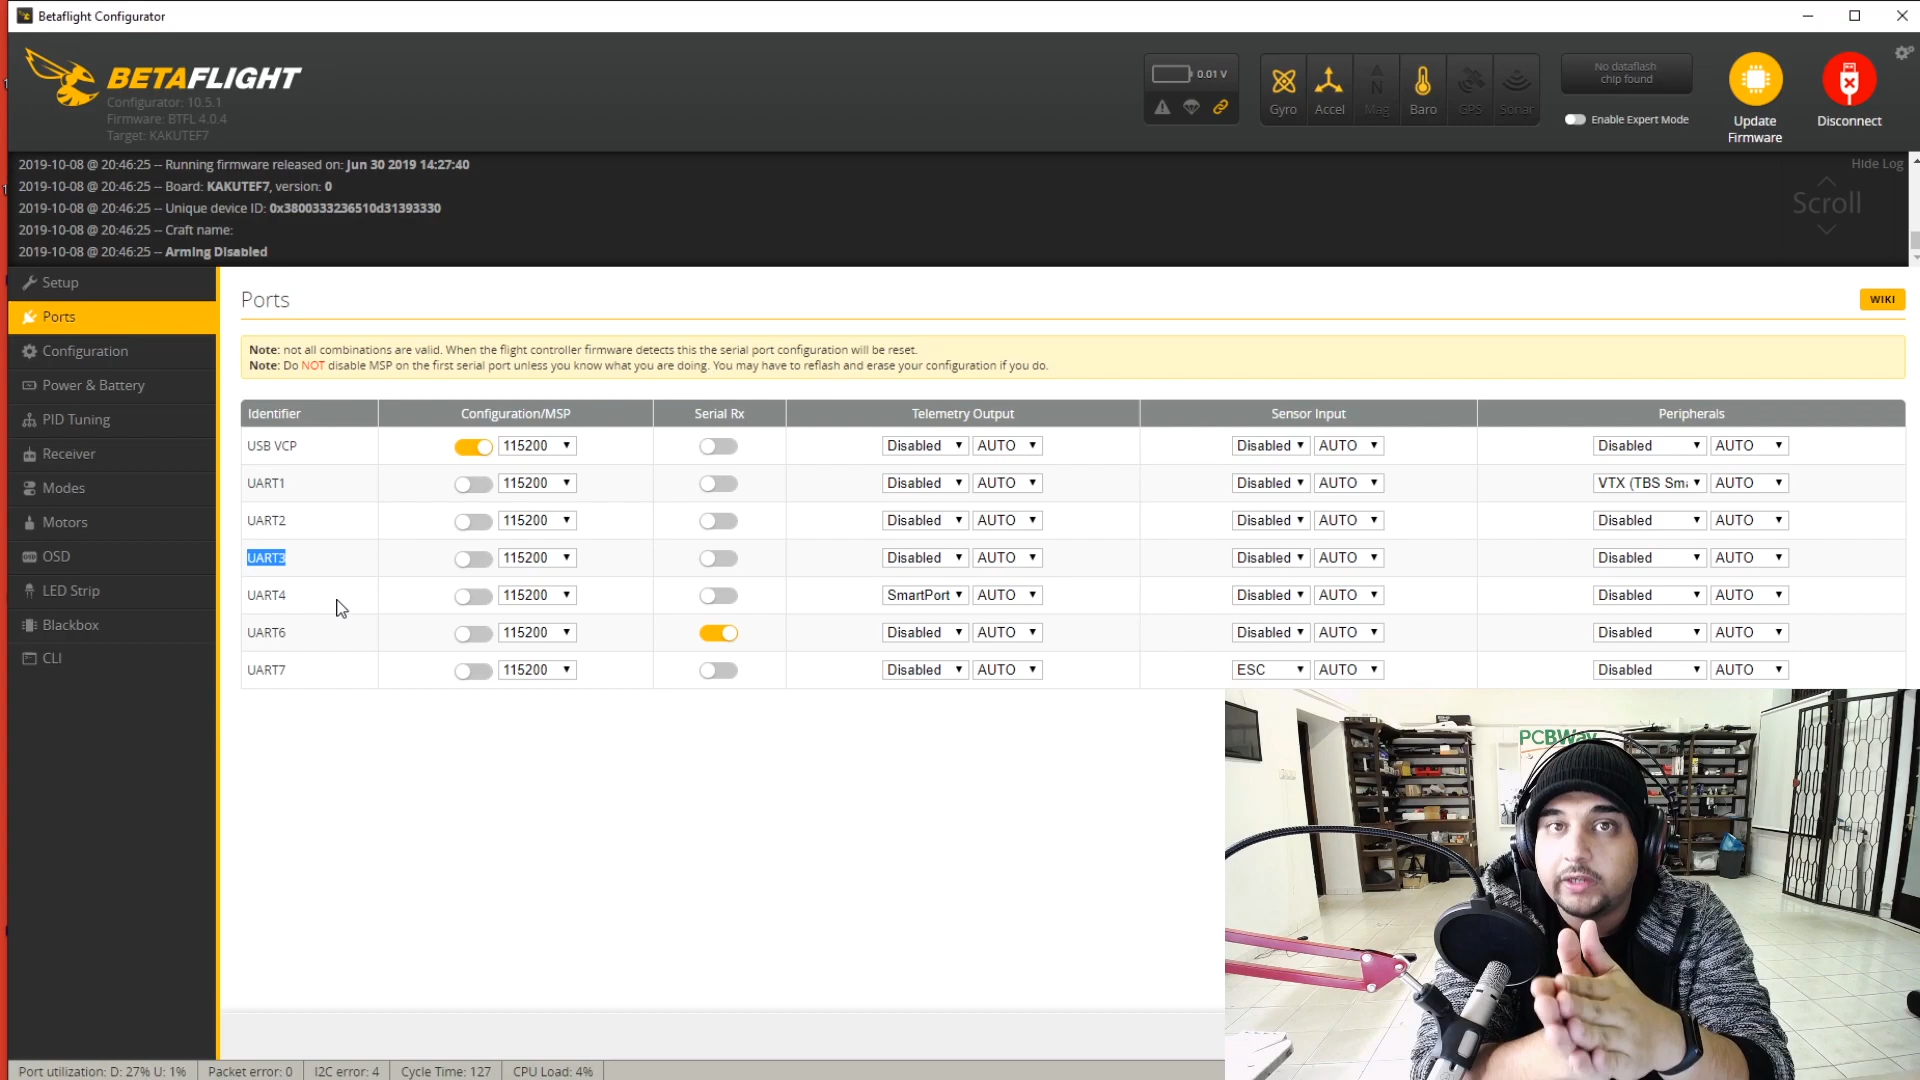 Betaflight Configurator
BETAFLIGHT
Configurator: 10.5.1
Firmware: BTFL 4.0.4
Target: KAKUTEF7
0.01 V
Gyro
Accel
Mag
Baro
GPS
Sonar
No dataflash
chip found
Enable Expert Mode
Update
Firmware
Disconnect
2019-10-08 @ 20:46:25 -- Running firmware released on: Jun 30 2019 14:27:40
2019-10-08 @ 20:46:25 -- Board: KAKUTEF7, version: 0
2019-10-08 @ 20:46:25 -- Unique device ID: 0x3800333236510d31393330
2019-10-08 @ 20:46:25 -- Craft name:
2019-10-08 @ 20:46:25 -- Arming Disabled
Hide Log
Scroll
Setup
Ports
Configuration
Power & Battery
PID Tuning
Receiver
Modes
Motors
OSD
LED Strip
Blackbox
CLI
Ports
WIKI
Note: not all combinations are valid. When the flight controller firmware detects this the serial port configuration will be reset.
Note: Do NOT disable MSP on the first serial port unless you know what you are doing. You may have to reflash and erase your configuration if you do.
Identifier Configuration/MSP Serial Rx Telemetry Output Sensor Input Peripherals
USB VCP 115200 Disabled AUTO Disabled AUTO Disabled AUTO
UART1 115200 Disabled AUTO Disabled AUTO VTX (TBS Sma AUTO
UART2 115200 Disabled AUTO Disabled AUTO Disabled AUTO
UART3 115200 Disabled AUTO Disabled AUTO Disabled AUTO
UART4 115200 SmartPort AUTO Disabled AUTO Disabled AUTO
UART6 115200 Disabled AUTO Disabled AUTO Disabled AUTO
UART7 115200 Disabled AUTO ESC AUTO Disabled AUTO
PCBWay
Port utilization: D: 27% U: 1% Packet error: 0 I2C error: 4 Cycle Time: 127 CPU Load: 4%